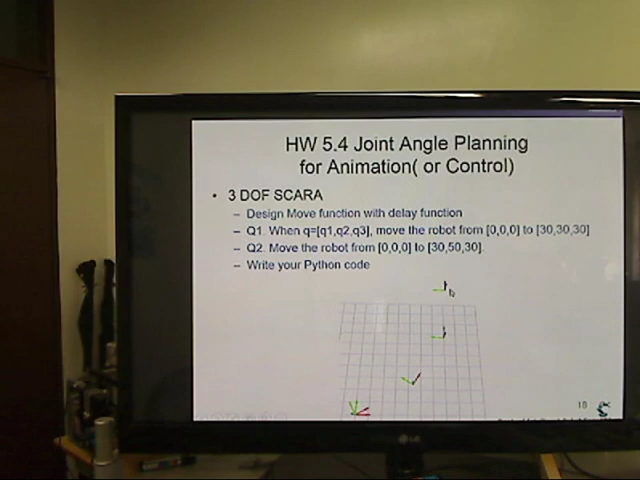 HW 5.4 Joint Angle Planning
for Animation( or Control)
• 3 DOF SCARA
– Design Move function with delay function
– Q1. When q=[q1,q2,q3], move the robot from [0,0,0] to [30,30,30]
– Q2. Move the robot from [0,0,0] to [30,50,30].
– Write your Python code
18
LG